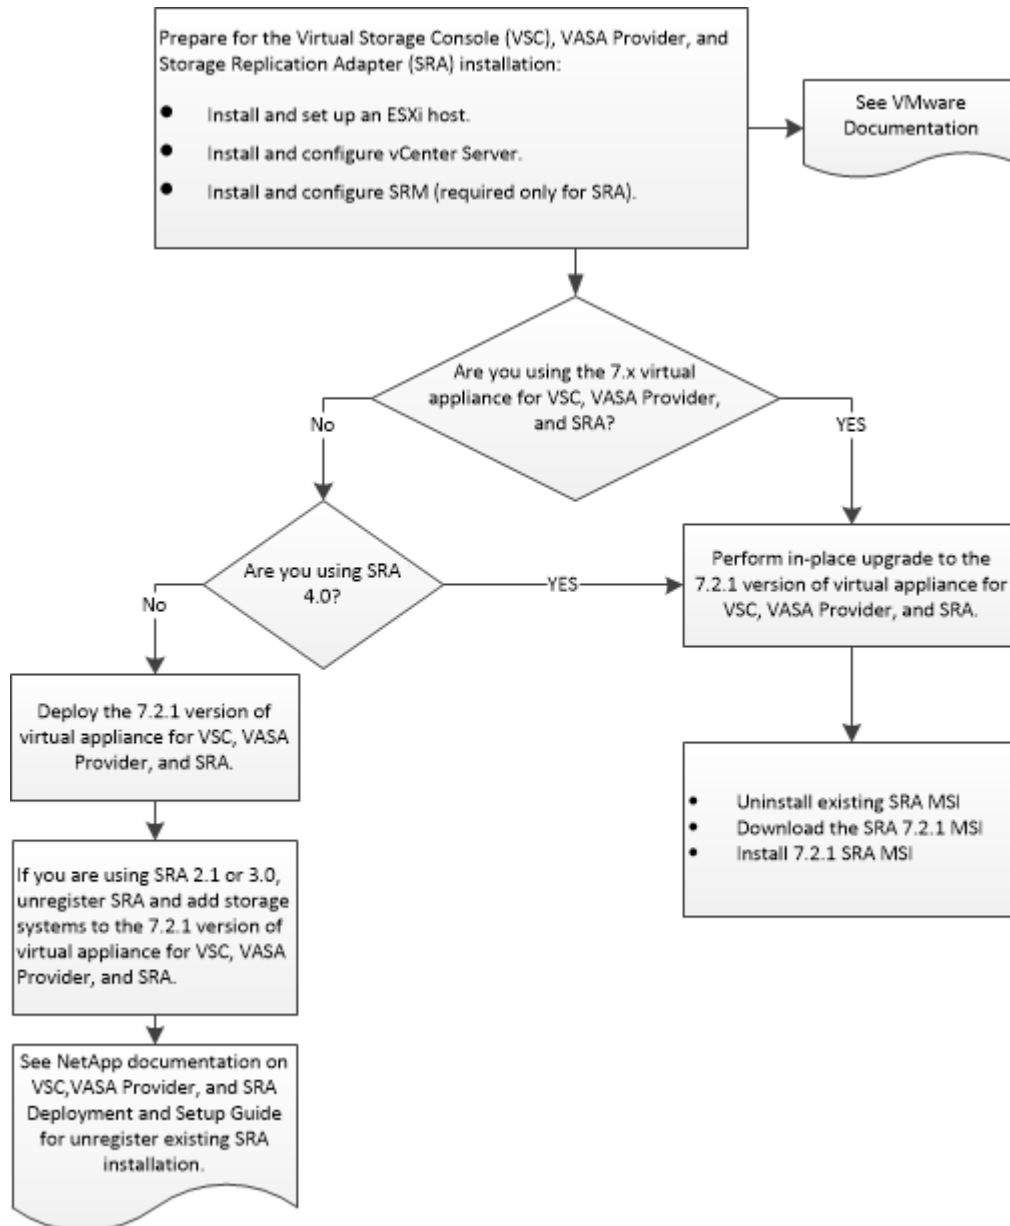 Prepare for the Virtual Storage Console (VSC), VASA Provider, and
Storage Replication Adapter (SRA) installation:
● Install and set up an ESXi host.
● Install and configure vCenter Server.
● Install and configure SRM (required only for SRA).
See VMware
Documentation
Are you using the 7.x virtual
appliance for VSC, VASA Provider,
and SRA?
No
YES
Are you using SRA
4.0?
YES
No
Perform in-place upgrade to the
7.2.1 version of virtual appliance for
VSC, VASA Provider, and SRA.
Deploy the 7.2.1 version of
virtual appliance for VSC, VASA
Provider, and SRA.
● Uninstall existing SRA MSI
● Download the SRA 7.2.1 MSI
● Install 7.2.1 SRA MSI
If you are using SRA 2.1 or 3.0,
unregister SRA and add storage
systems to the 7.2.1 version of
virtual appliance for VSC, VASA
Provider, and SRA.
See NetApp documentation on
VSC,VASA Provider, and SRA
Deployment and Setup Guide
for unregister existing SRA
installation.